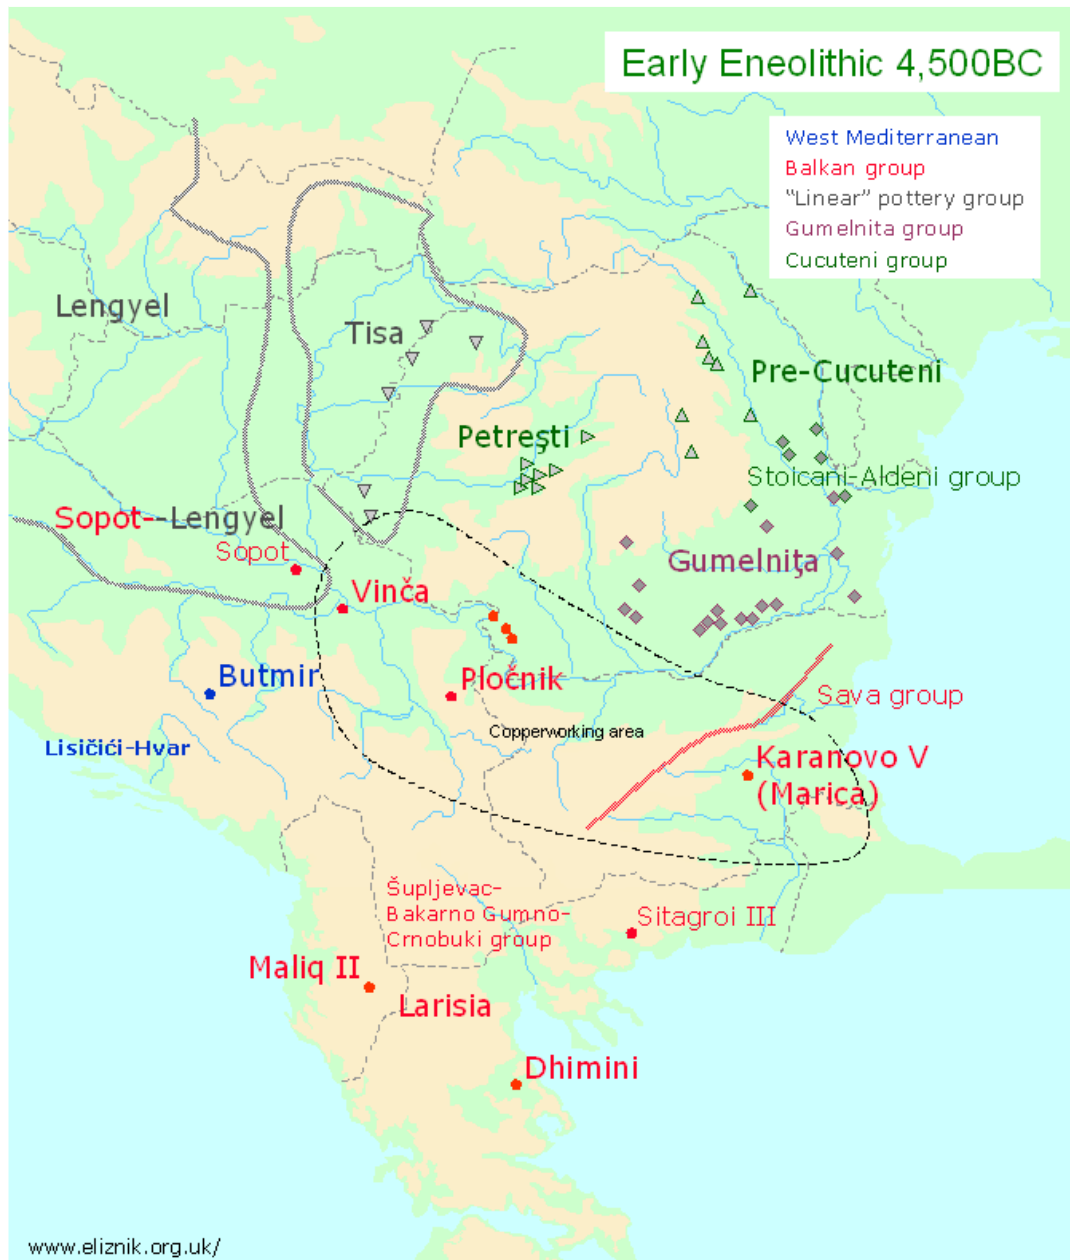 Early Eneolithic 4,500BC
West Mediterranean
Balkan group
"Linear" pottery group
Gumelnita group
Cucuteni group
Lengyel
Tisa
Pre-Cucuteni
Petreşti
Stoicani-Aldeni group
Sopot--Lengyel
Sopot
Gumelniţa
Vinča
Butmir
Pločnik
Sava group
Copperworking area
Lisičići-Hvar
Karanovo V
(Marica)
Šupljevac-
Bakarno Gumno-
Crnobuki group
Sitagroi III
Maliq II
Larisia
Dhimini
www.eliznik.org.uk/